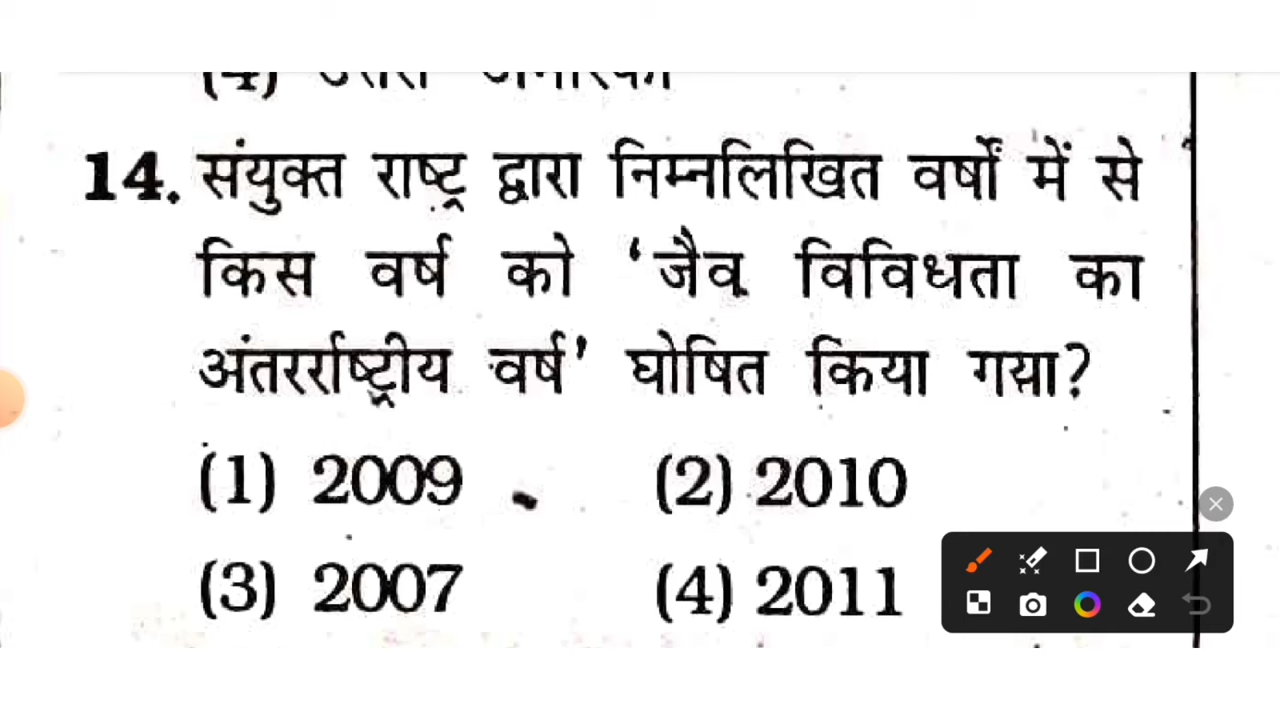 14. संयुक्त राष्ट्र द्वारा निम्नलिखित वर्षों में से
किस वर्ष को ‘जैव विविधता का
अंतरर्राष्ट्रीय वर्ष’ घोषित किया गया?
(1) 2009 (2) 2010
(3) 2007 (4) 2011